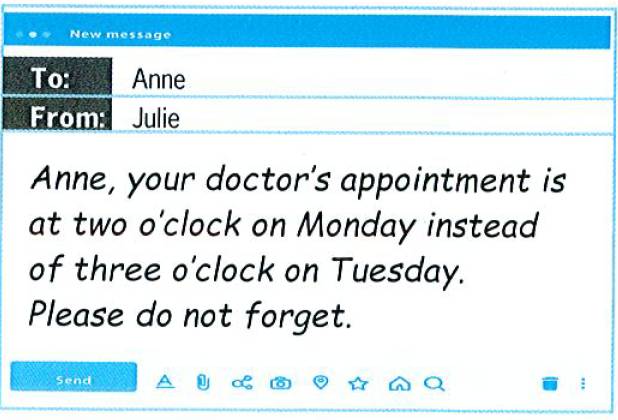 New message
To: Anne
From: Julie
Anne, your doctor's appointment is
at two o'clock on Monday instead
of three o'clock on Tuesday.
Please do not forget.
Send